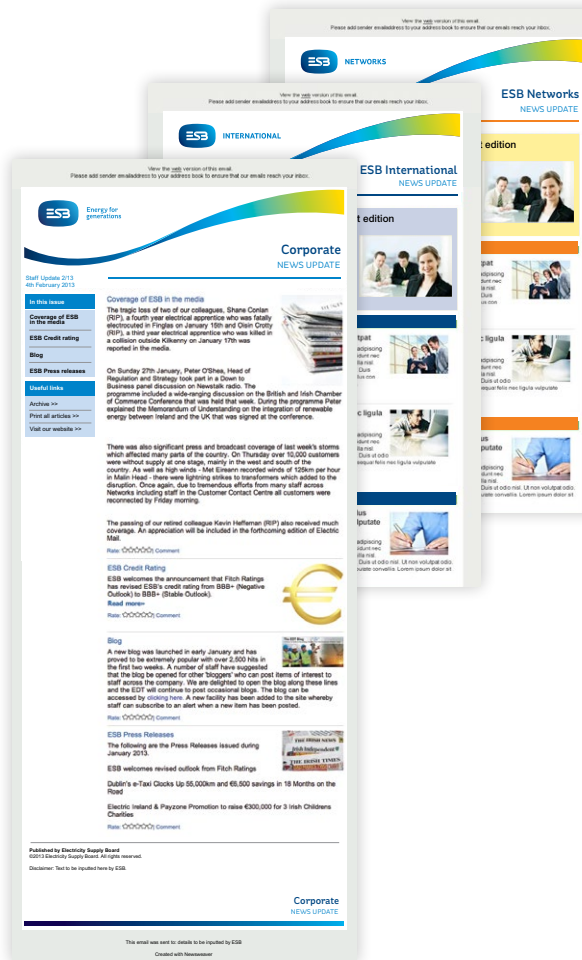 View the web version of this email.
Please add sender emailaddress to your address book to ensure that our emails reach your inbox.
ESB
NETWORKS
ESB Networks
NEWS UPDATE
t edition
View the web version of this email.
Please add sender emailaddress to your address book to ensure that our emails reach your inbox.
ESB
INTERNATIONAL
ESB International
NEWS UPDATE
t edition
View the web version of this email.
Please add sender emailaddress to your address book to ensure that our emails reach your inbox.
ESB
Energy for
generations
Corporate
NEWS UPDATE
Staff Update 2/13
4th February 2013
In this issue
Coverage of ESB
in the media
ESB Credit rating
Blog
ESB Press releases
Useful links
Archive >>
Print all articles >>
Visit our website >>
Coverage of ESB in the media
The tragic loss of two of our colleagues, Shane Conlan
(RIP), a fourth year electrical apprentice who was fatally
electrocuted in Finglas on January 15th and Oisin Crotty
(RIP), a third year electrical apprentice who was killed in
a collision outside Kilkenny on January 17th was
reported in the media.
On Sunday 27th January, Peter O'Shea, Head of
Regulation and Strategy took part in a Down to
Business panel discussion on Newstalk radio. The
programme included a wide-ranging discussion on the British and Irish Chamber
of Commerce Conference that was held that week. During the programme Peter
explained the Memorandum of Understanding on the integration of renewable
energy between Ireland and the UK that was signed at the conference.
There was also significant press and broadcast coverage of last week's storms
which affected many parts of the country. On Thursday over 10,000 customers
were without supply at one stage, mainly in the west and south of the
country. As well as high winds - Met Eireann recorded winds of 125km per hour
in Malin Head - there were lightning strikes to transformers which added to the
disruption. Once again, due to tremendous efforts from many staff across
Networks including staff in the Customer Contact Centre all customers were
reconnected by Friday morning.
The passing of our retired colleague Kevin Heffernan (RIP) also received much
coverage. An appreciation will be included in the forthcoming edition of Electric
Mail.
Rate: ☆☆☆☆☆| Comment
ESB Credit Rating
ESB welcomes the announcement that Fitch Ratings
has revised ESB's credit rating from BBB+ (Negative
Outlook) to BBB+ (Stable Outlook).
Read more»
Rate: ☆☆☆☆☆| Comment
Blog
A new blog was launched in early January and has
proved to be extremely popular with over 2,500 hits in
the first two weeks. A number of staff have suggested
that the blog be opened for other 'bloggers' who can post items of interest to
staff across the company. We are delighted to open the blog along these lines
and the EDT will continue to post occasional blogs. The blog can be
accessed by clicking here. A new facility has been added to the site whereby
staff can subscribe to an alert when a new item has been posted.
Rate: ☆☆☆☆☆| Comment
ESB Press Releases
The following are the Press Releases issued during
January 2013.
ESB welcomes revised outlook from Fitch Ratings
Dublin's e-Taxi Clocks Up 55,000km and €6,500 savings in 18 Months on the
Road
Electric Ireland & Payzone Promotion to raise €300,000 for 3 Irish Childrens
Charities
Rate: ☆☆☆☆☆| Comment
THE IRISH NEWS
Irish Independent
THE IRISH TIMES
Published by Electricity Supply Board
©2013 Electricity Supply Board. All rights reserved.
Disclaimer: Text to be inputted here by ESB.
Corporate
NEWS UPDATE
This email was sent to: details to be inputted by ESB
Created with Newsweaver